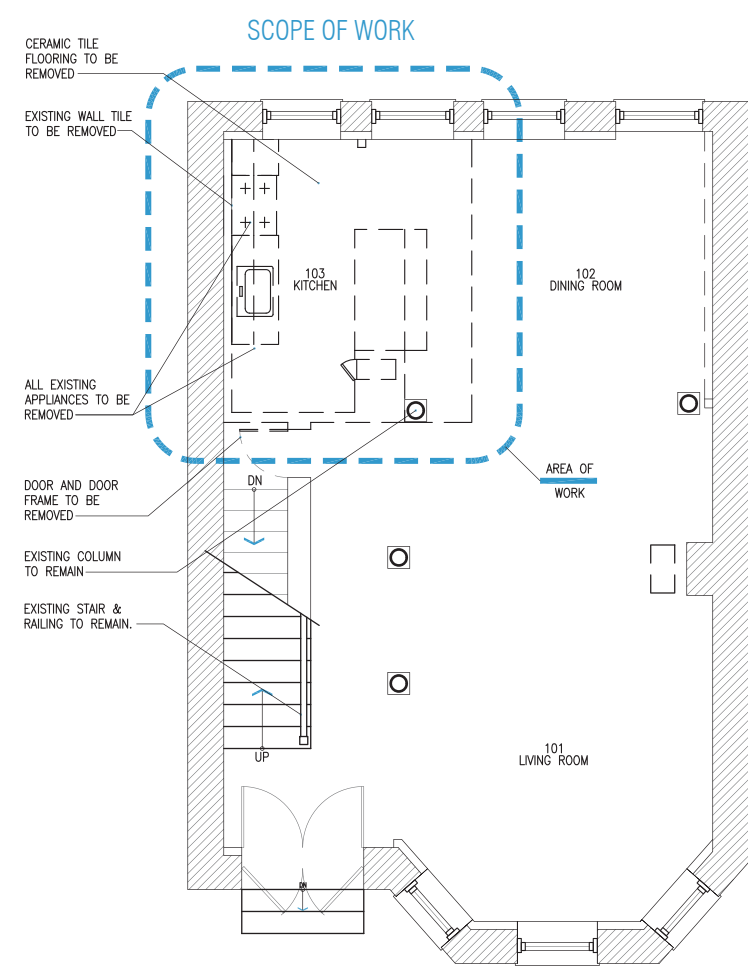 SCOPE OF WORK
CERAMIC TILE
FLOORING TO BE
REMOVED
EXISTING WALL TILE
TO BE REMOVED
103
KITCHEN
102
DINING ROOM
ALL EXISTING
APPLIANCES TO BE
REMOVED
AREA OF
WORK
DOOR AND DOOR
FRAME TO BE
REMOVED
DN
EXISTING COLUMN
TO REMAIN
EXISTING STAIR &
RAILING TO REMAIN.
UP
101
LIVING ROOM
DN